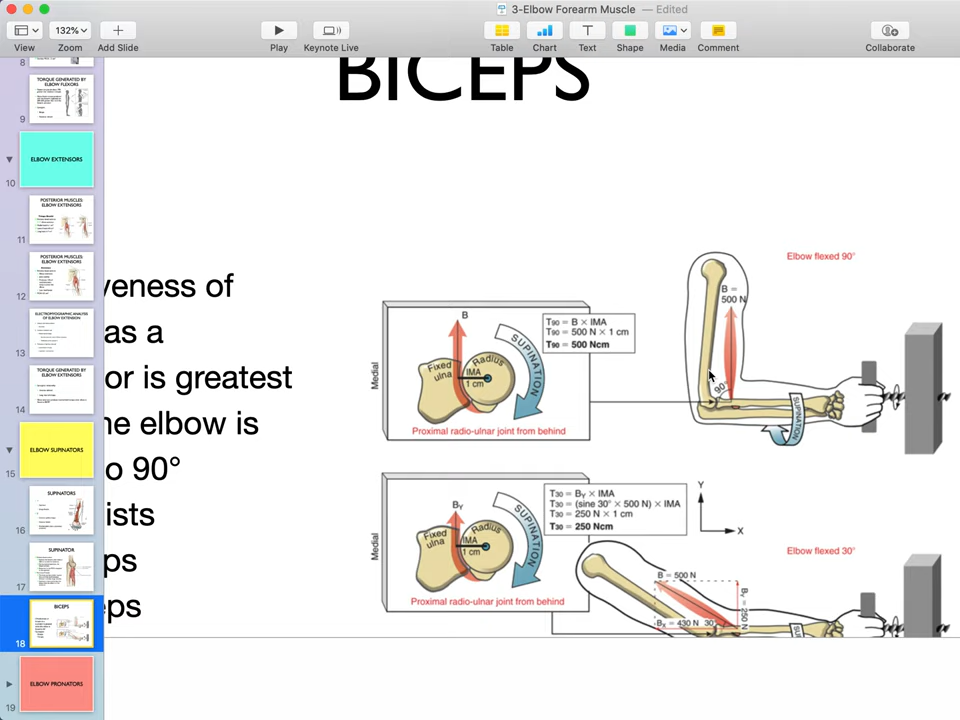 3-Elbow Forearm Muscle — Edited
132%
View
Zoom
Add Slide
Play
Keynote Live
Table
Chart
Text
Shape
Media
Comment
Collaborate
8
TORQUE GENERATED BY
ELBOW FLEXORS
9
ELBOW EXTENSORS
10
POSTERIOR MUSCLES:
ELBOW EXTENSORS
11
POSTERIOR MUSCLES:
ELBOW EXTENSORS
12
ELECTROMYOGRAPHIC ANALYSIS
OF ELBOW EXTENSION
13
TORQUE GENERATED BY
ELBOW EXTENSORS
14
ELBOW SUPINATORS
15
SUPINATORS
16
SUPINATOR
17
BICEPS
18
ELBOW PRONATORS
19
BICEPS
veness of
as a
or is greatest
ne elbow is
o 90°
ists
ps
eps
Elbow flexed 90°
B =
500 N
90°
SUPINATION
Medial
B
T90 = B × IMA
T90 = 500 N × 1 cm
T90 = 500 Ncm
Fixed
ulna
Radius
IMA
1 cm
SUPINATION
Proximal radio-ulnar joint from behind
Medial
BY
T30 = BY × IMA
T30 = (sine 30° × 500 N) × IMA
T30 = 250 N × 1 cm
T30 = 250 Ncm
Fixed
ulna
Radius
IMA
1 cm
SUPINATION
Proximal radio-ulnar joint from behind
Y
X
Elbow flexed 30°
B = 500 N
BY = 250 N
BX = 430 N
30°